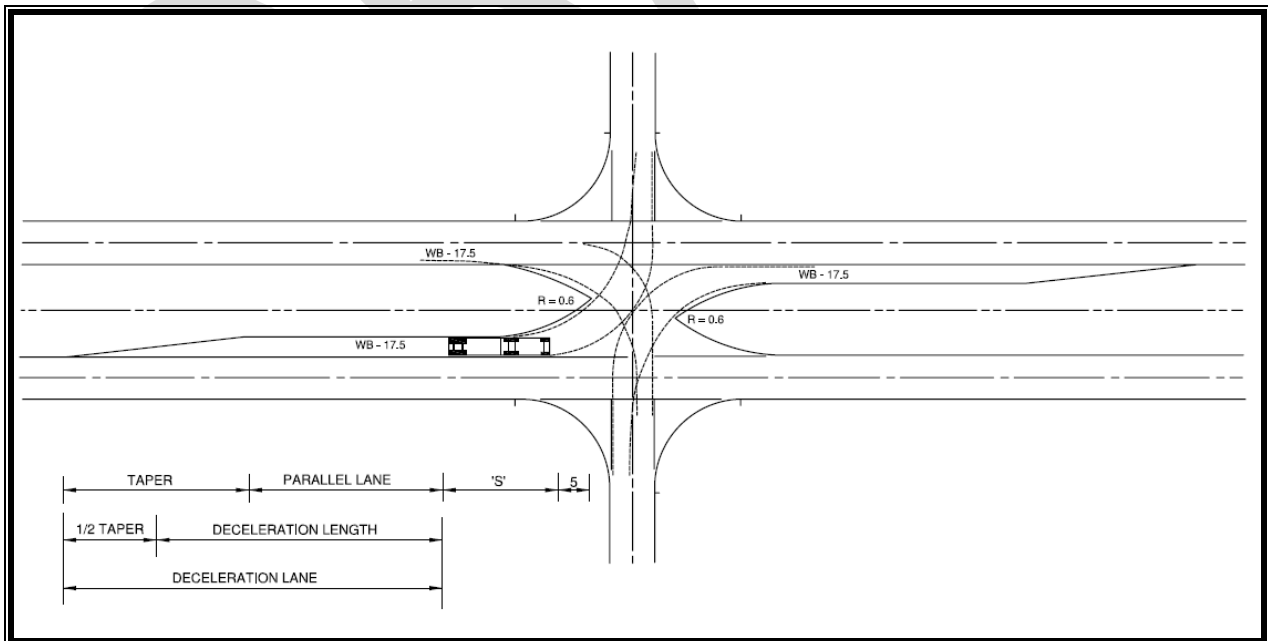 WB - 17.5
WB - 17.5
R = 0.6
R = 0.6
WB - 17.5
TAPER
PARALLEL LANE
'S'
5
1/2 TAPER
DECELERATION LENGTH
DECELERATION LANE